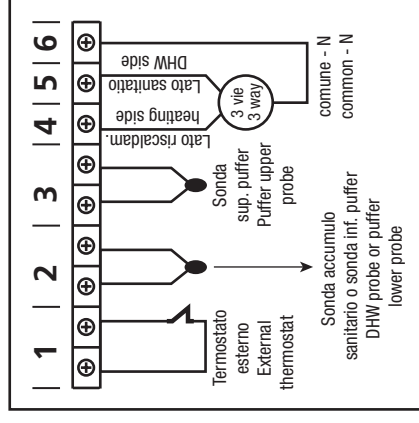 1
2
3
4
5
6
Termostato
esterno
External
thermostat
Sonda accumulo
sanitario o sonda inf. puffer
DHW probe or puffer
lower probe
Sonda
sup. puffer
Puffer upper
probe
Lato riscaldam.
heating side
Lato sanitatio
DHW side
3 vie
3 way
comune - N
common - N